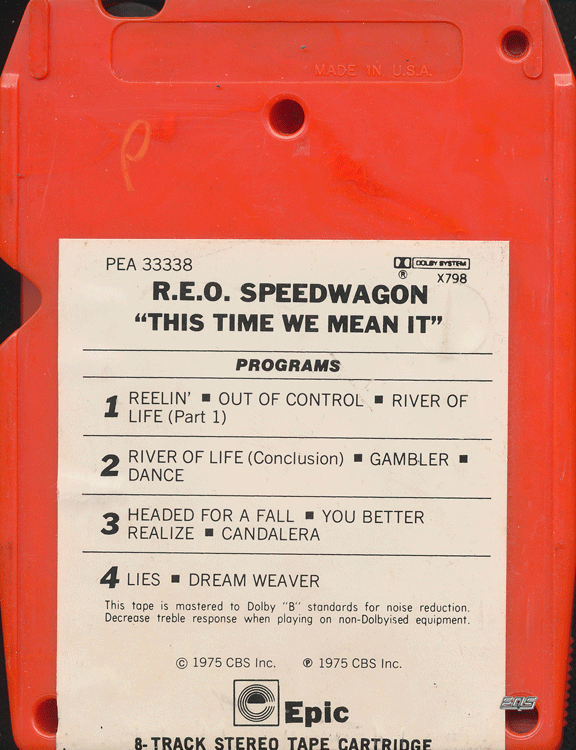 MADE IN U.S.A.
P
PEA 33338
DOLBY SYSTEM
® X798
R.E.O. SPEEDWAGON
“THIS TIME WE MEAN IT”
PROGRAMS
1 REELIN' ■ OUT OF CONTROL ■ RIVER OF
LIFE (Part 1)
2 RIVER OF LIFE (Conclusion) ■ GAMBLER ■
DANCE
3 HEADED FOR A FALL ■ YOU BETTER
REALIZE ■ CANDALERA
4 LIES ■ DREAM WEAVER
This tape is mastered to Dolby "B" standards for noise reduction.
Decrease treble response when playing on non-Dolbyised equipment.
© 1975 CBS Inc. ℗ 1975 CBS Inc.
Epic
8-TRACK STEREO TAPE CARTRIDGE